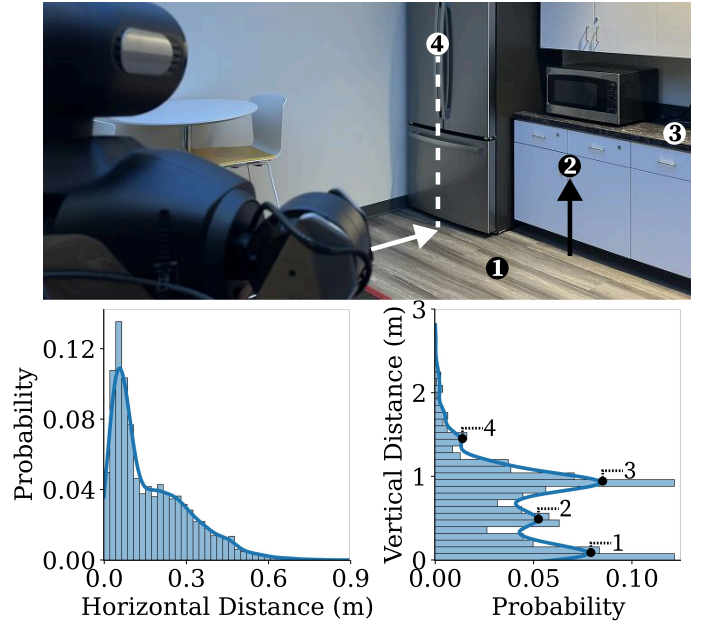 4
3
2
1
Probability
0.12
0.08
0.04
0.00
0.0 0.3 0.6 0.9
Horizontal Distance (m)
Vertical Distance (m)
3
2
1
0
4
3
2
1
0.00 0.05 0.10
Probability